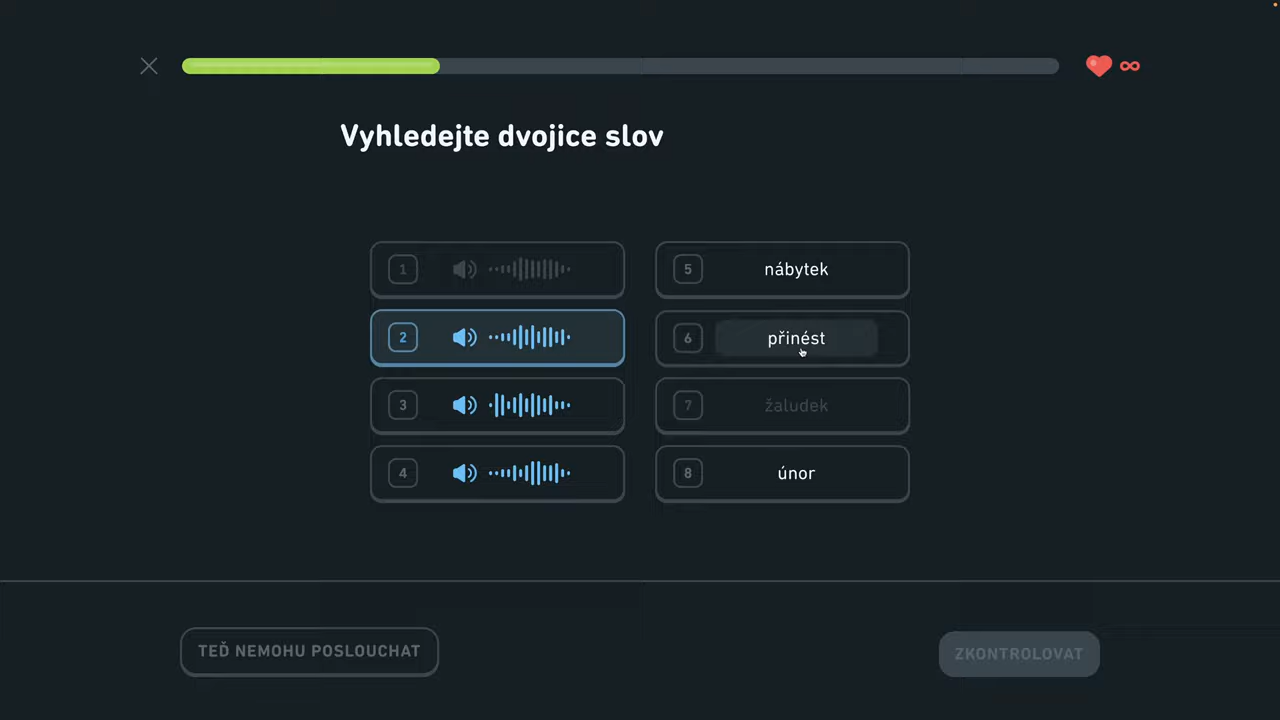 ∞
Vyhledejte dvojice slov
1
5 nábytek
2
6 přinést
3
7 žaludek
4
8 únor
TEĎ NEMOHU POSLOUCHAT
ZKONTROLOVAT